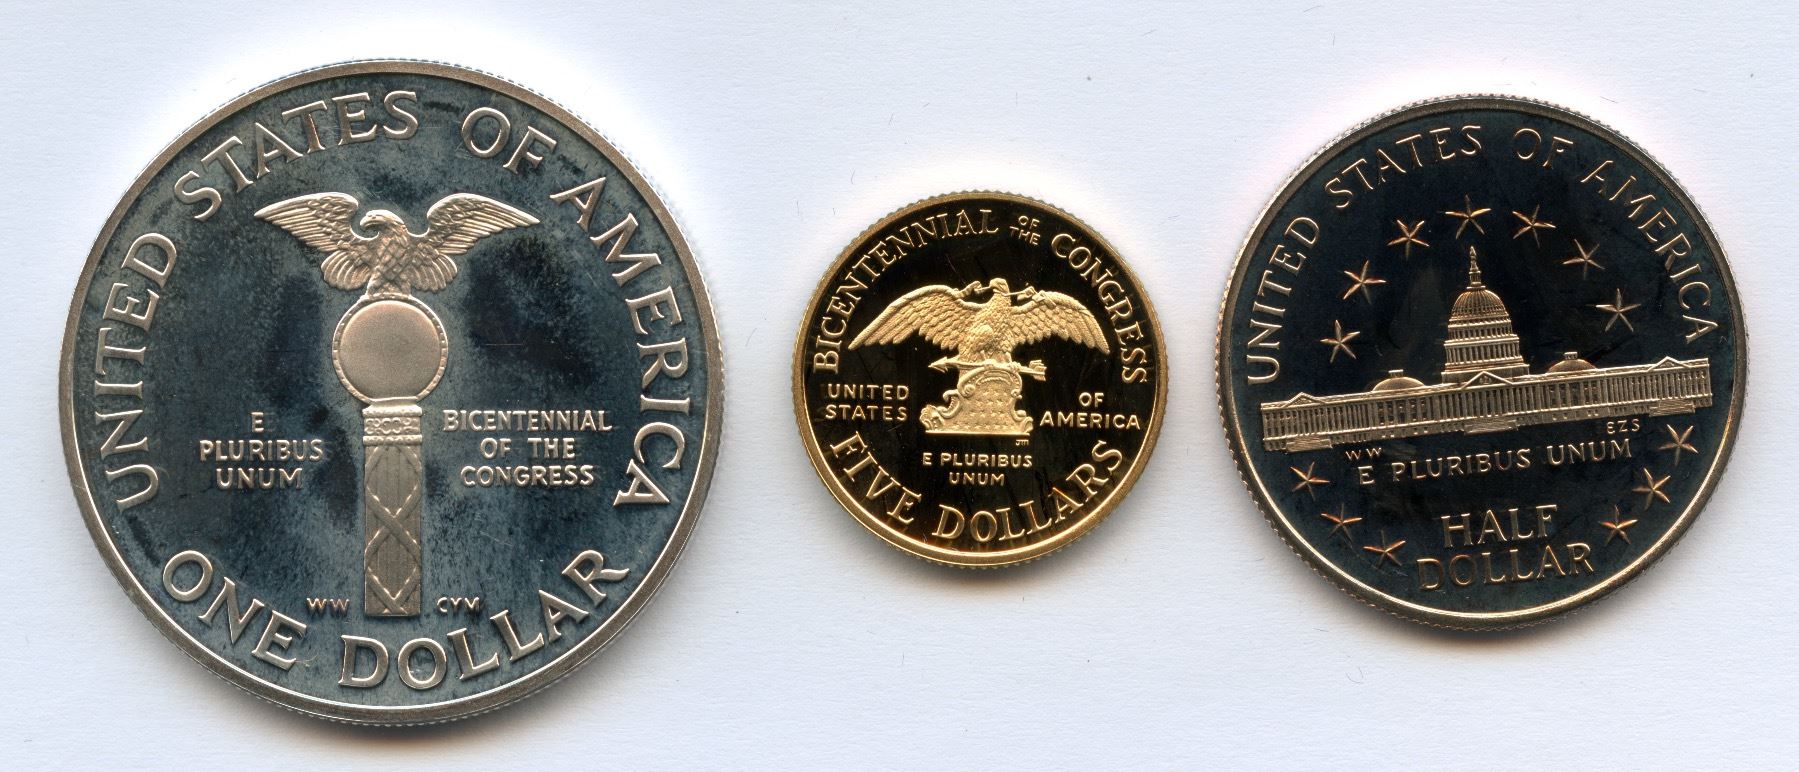 UNITED STATES OF AMERICA
E
PLURIBUS
UNUM
BICENTENNIAL
OF THE
CONGRESS
WW
CYM
ONE DOLLAR
BICENTENNIAL OF THE CONGRESS
UNITED
STATES
OF
AMERICA
JM
E PLURIBUS
UNUM
FIVE DOLLARS
UNITED STATES OF AMERICA
EZS
WW
E PLURIBUS UNUM
HALF
DOLLAR